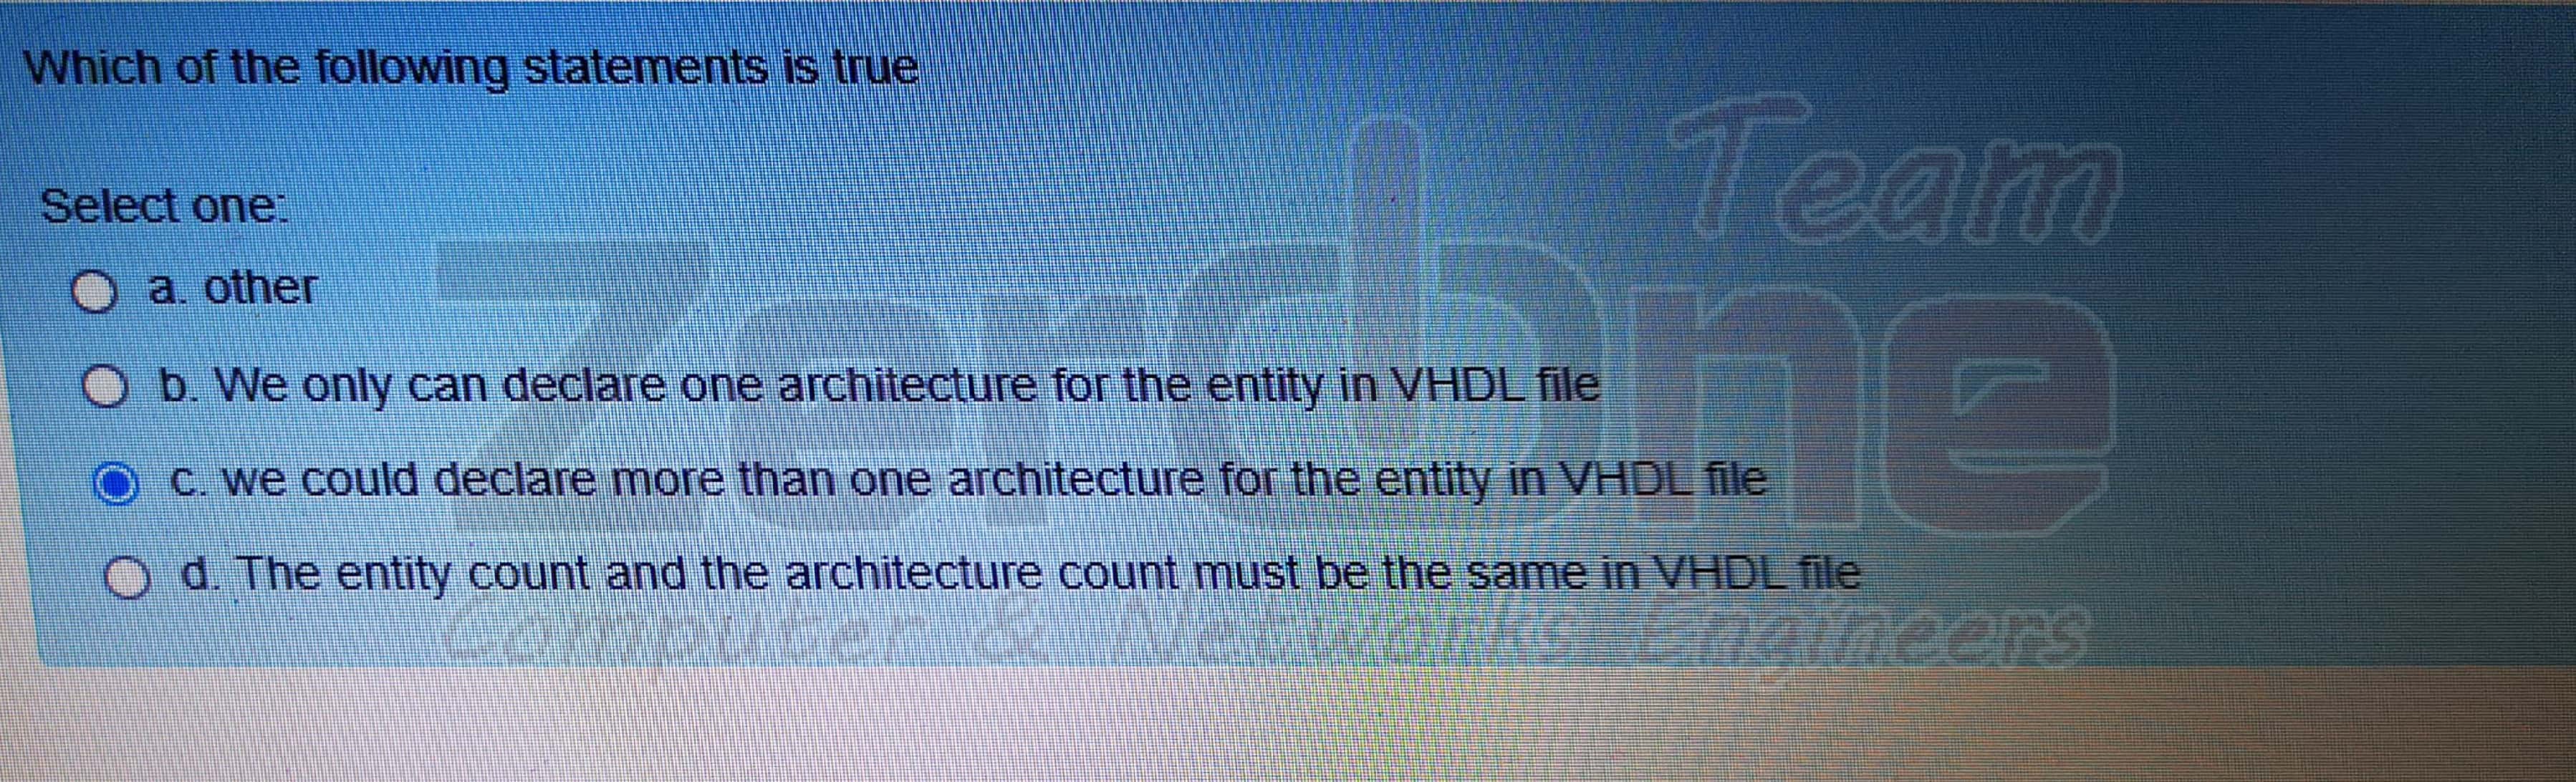 Which of the following statements is true
Team
Select one:
a. other
Zerone
b. We only can declare one architecture for the entity in VHDL file
c. we could declare more than one architecture for the entity in VHDL file
d. The entity count and the architecture count must be the same in VHDL file
Computer & Networks Engineers